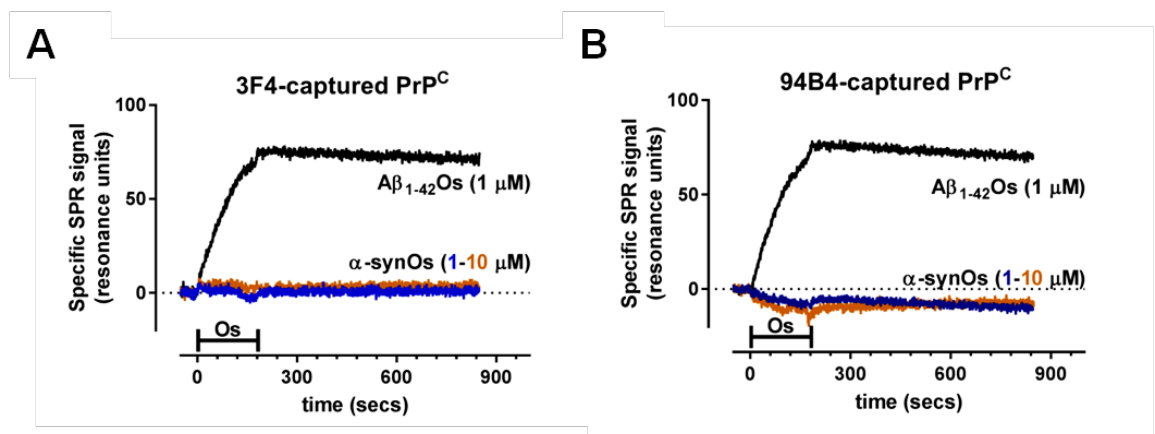 A
3F4-captured PrPC
Specific SPR signal
(resonance units)
100
50
0
Aβ1-42Os (1 μM)
α-synOs (1-10 μM)
Os
0
300
600
900
time (secs)
B
94B4-captured PrPC
Specific SPR signal
(resonance units)
100
50
0
Aβ1-42Os (1 μM)
α-synOs (1-10 μM)
Os
0
300
600
900
time (secs)